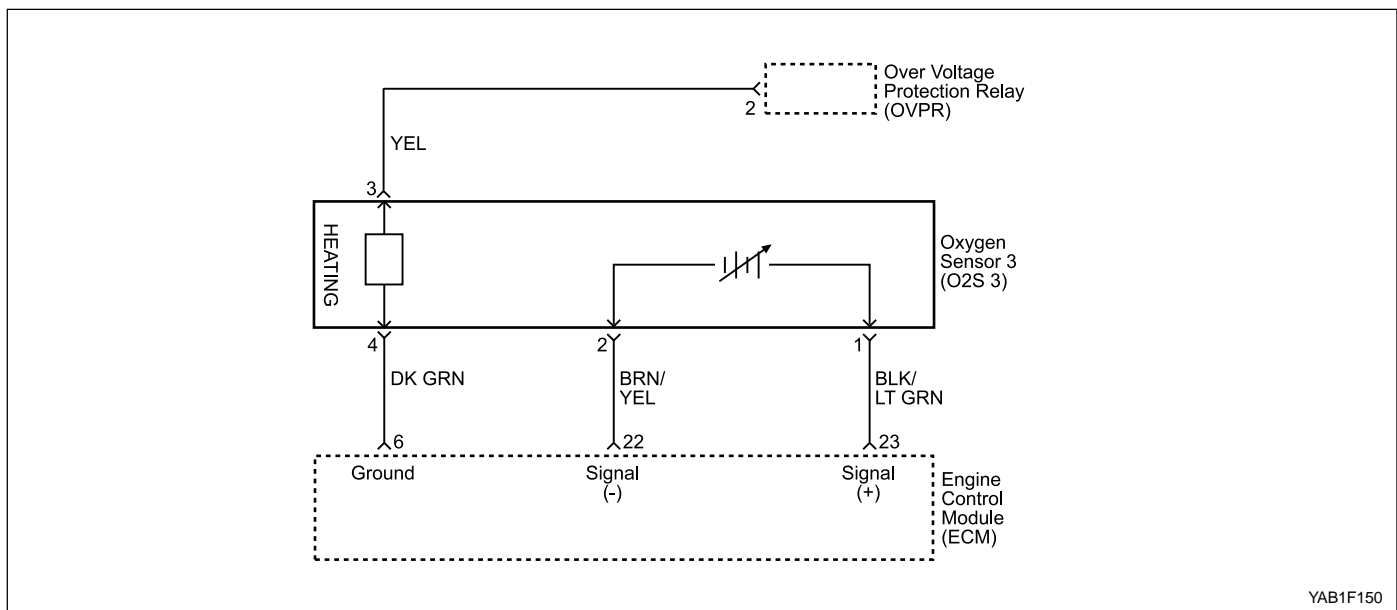 Over Voltage
Protection Relay
(OVPR)
2
YEL
3
HEATING
Oxygen
Sensor 3
(O2S 3)
4
2
1
DK GRN
BRN/
YEL
BLK/
LT GRN
6
22
23
Ground
Signal
(-)
Signal
(+)
Engine
Control
Module
(ECM)
YAB1F150